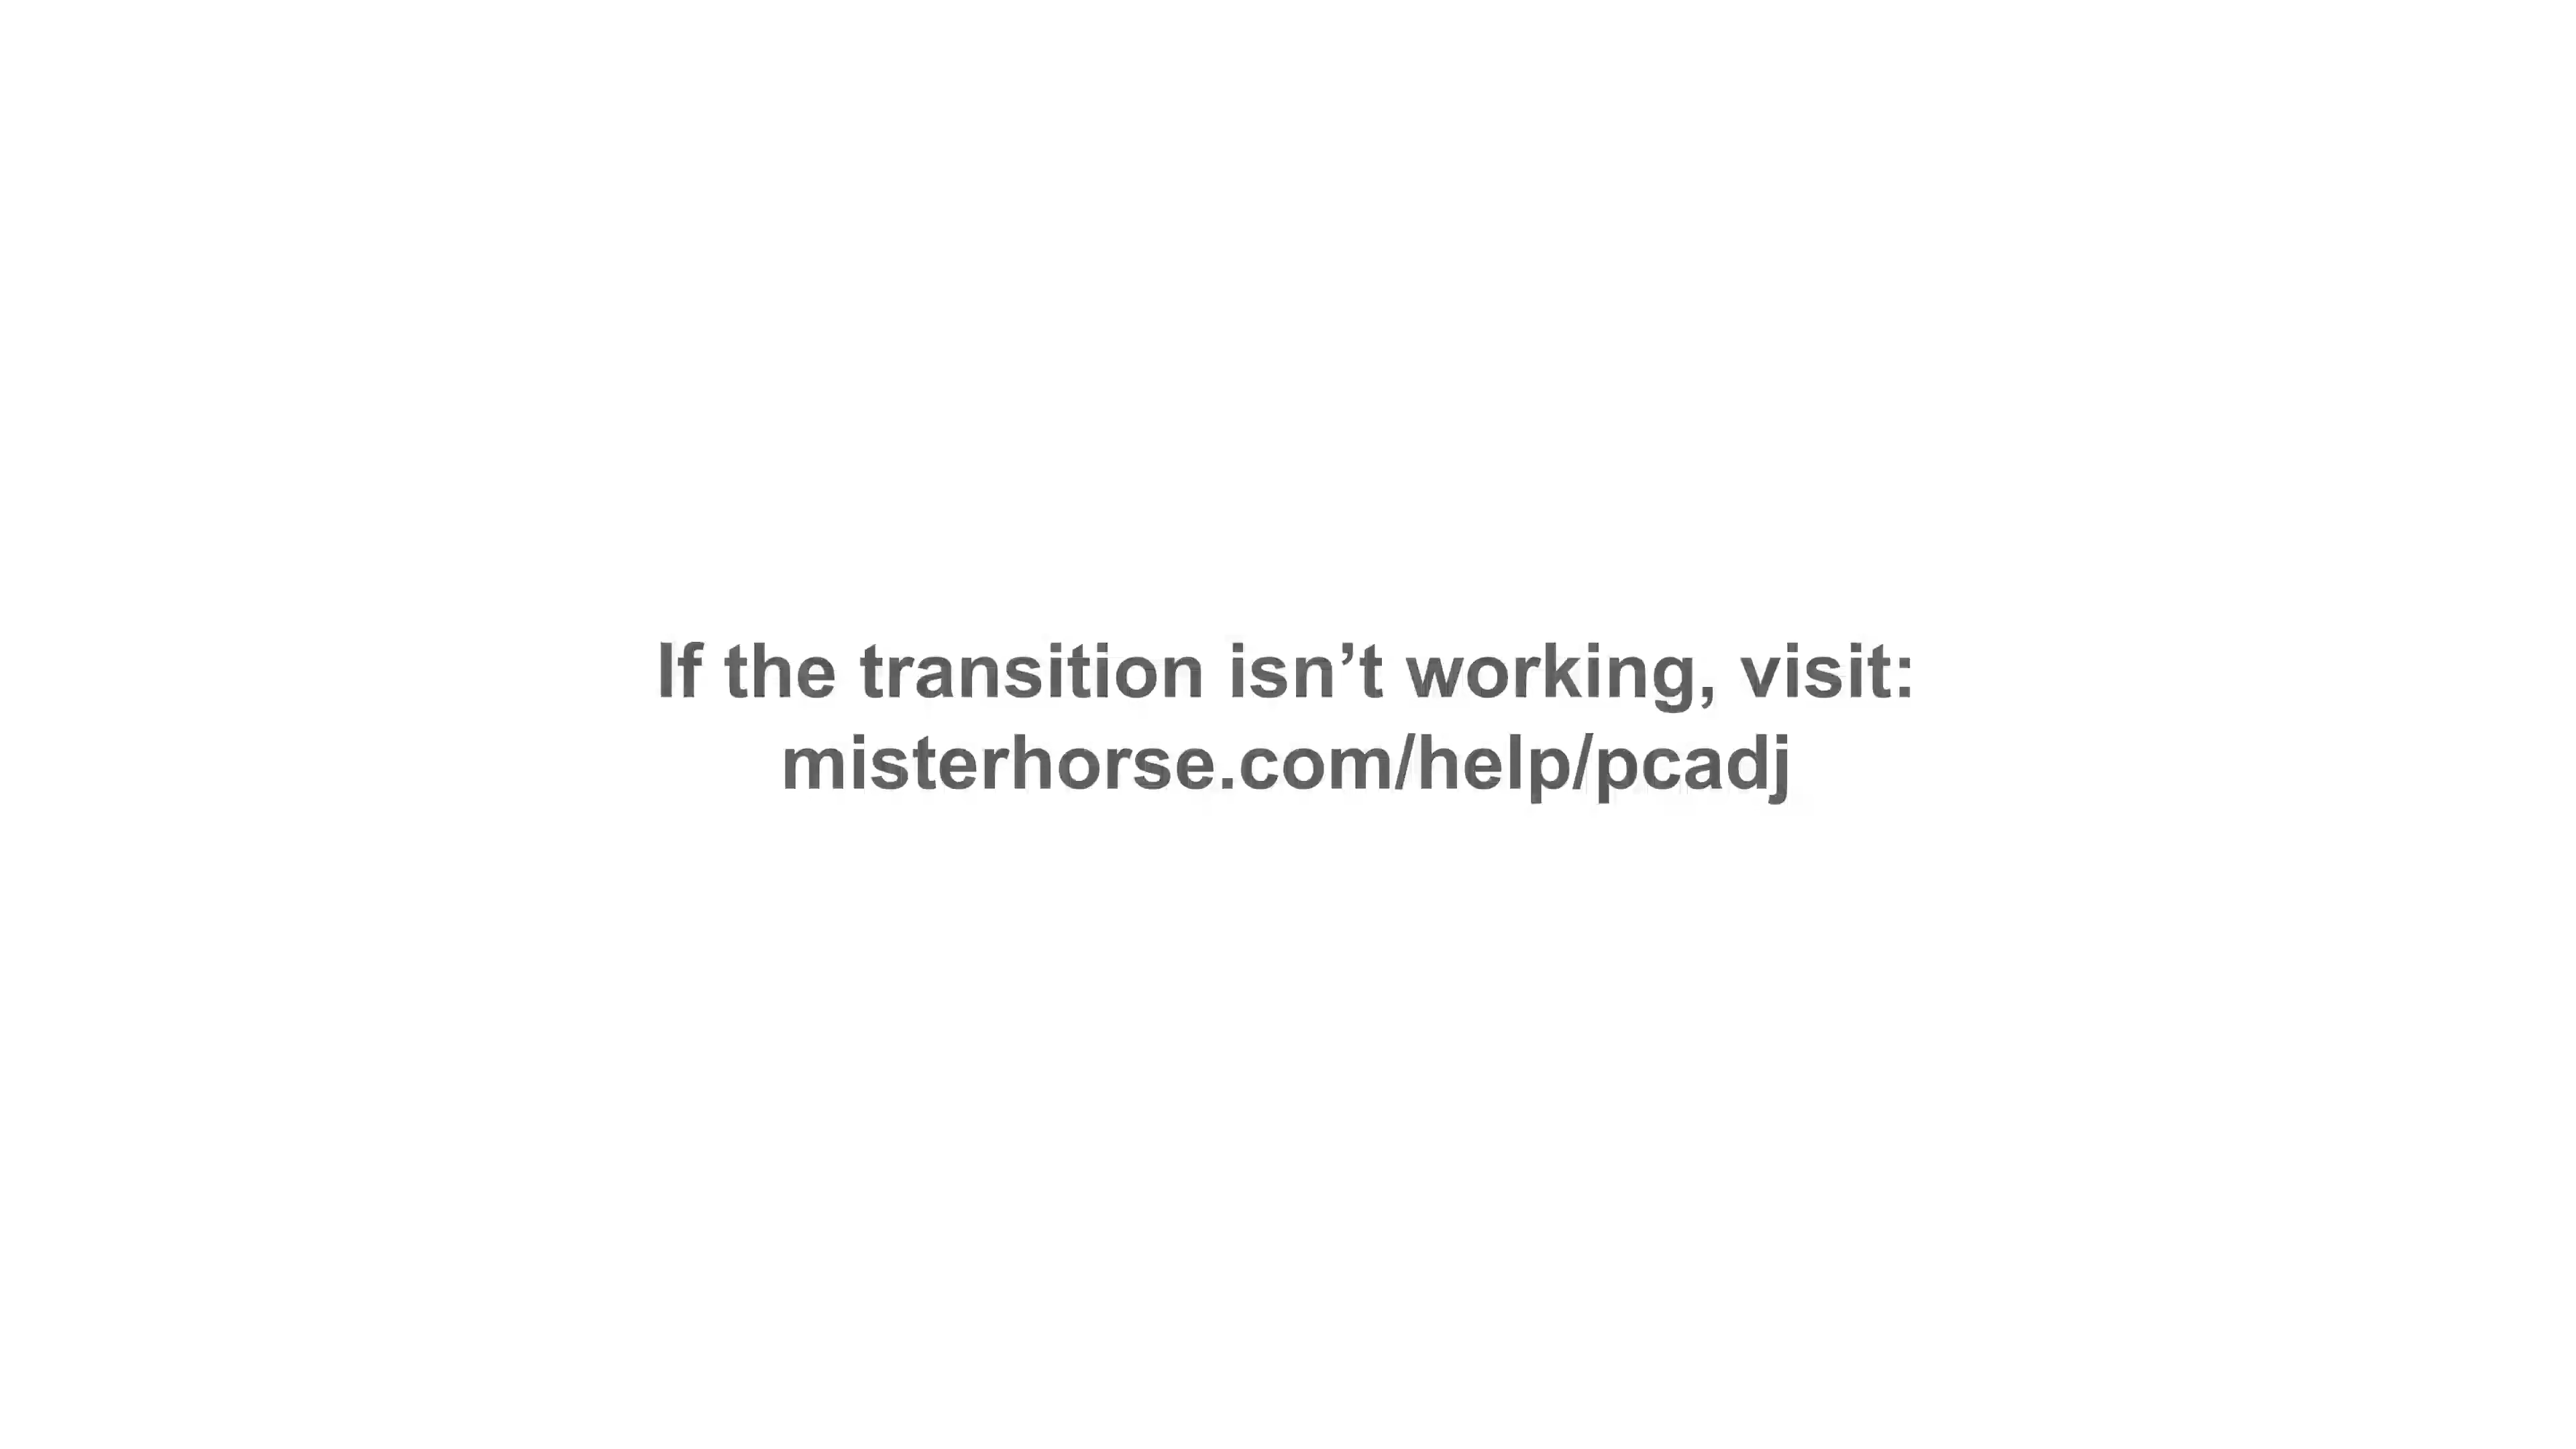 If the transition isn’t working, visit:
misterhorse.com/help/pcadj